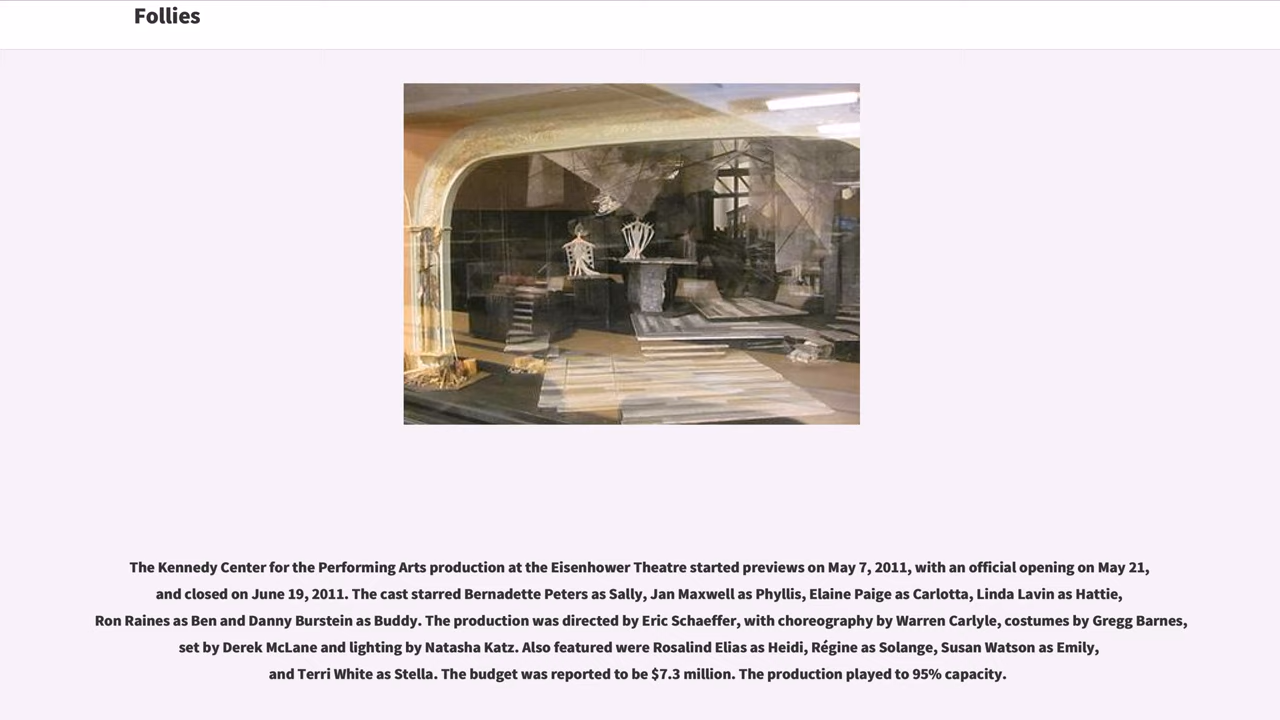 Follies
The Kennedy Center for the Performing Arts production at the Eisenhower Theatre started previews on May 7, 2011, with an official opening on May 21,
and closed on June 19, 2011. The cast starred Bernadette Peters as Sally, Jan Maxwell as Phyllis, Elaine Paige as Carlotta, Linda Lavin as Hattie,
Ron Raines as Ben and Danny Burstein as Buddy. The production was directed by Eric Schaeffer, with choreography by Warren Carlyle, costumes by Gregg Barnes,
set by Derek McLane and lighting by Natasha Katz. Also featured were Rosalind Elias as Heidi, Régine as Solange, Susan Watson as Emily,
and Terri White as Stella. The budget was reported to be $7.3 million. The production played to 95% capacity.